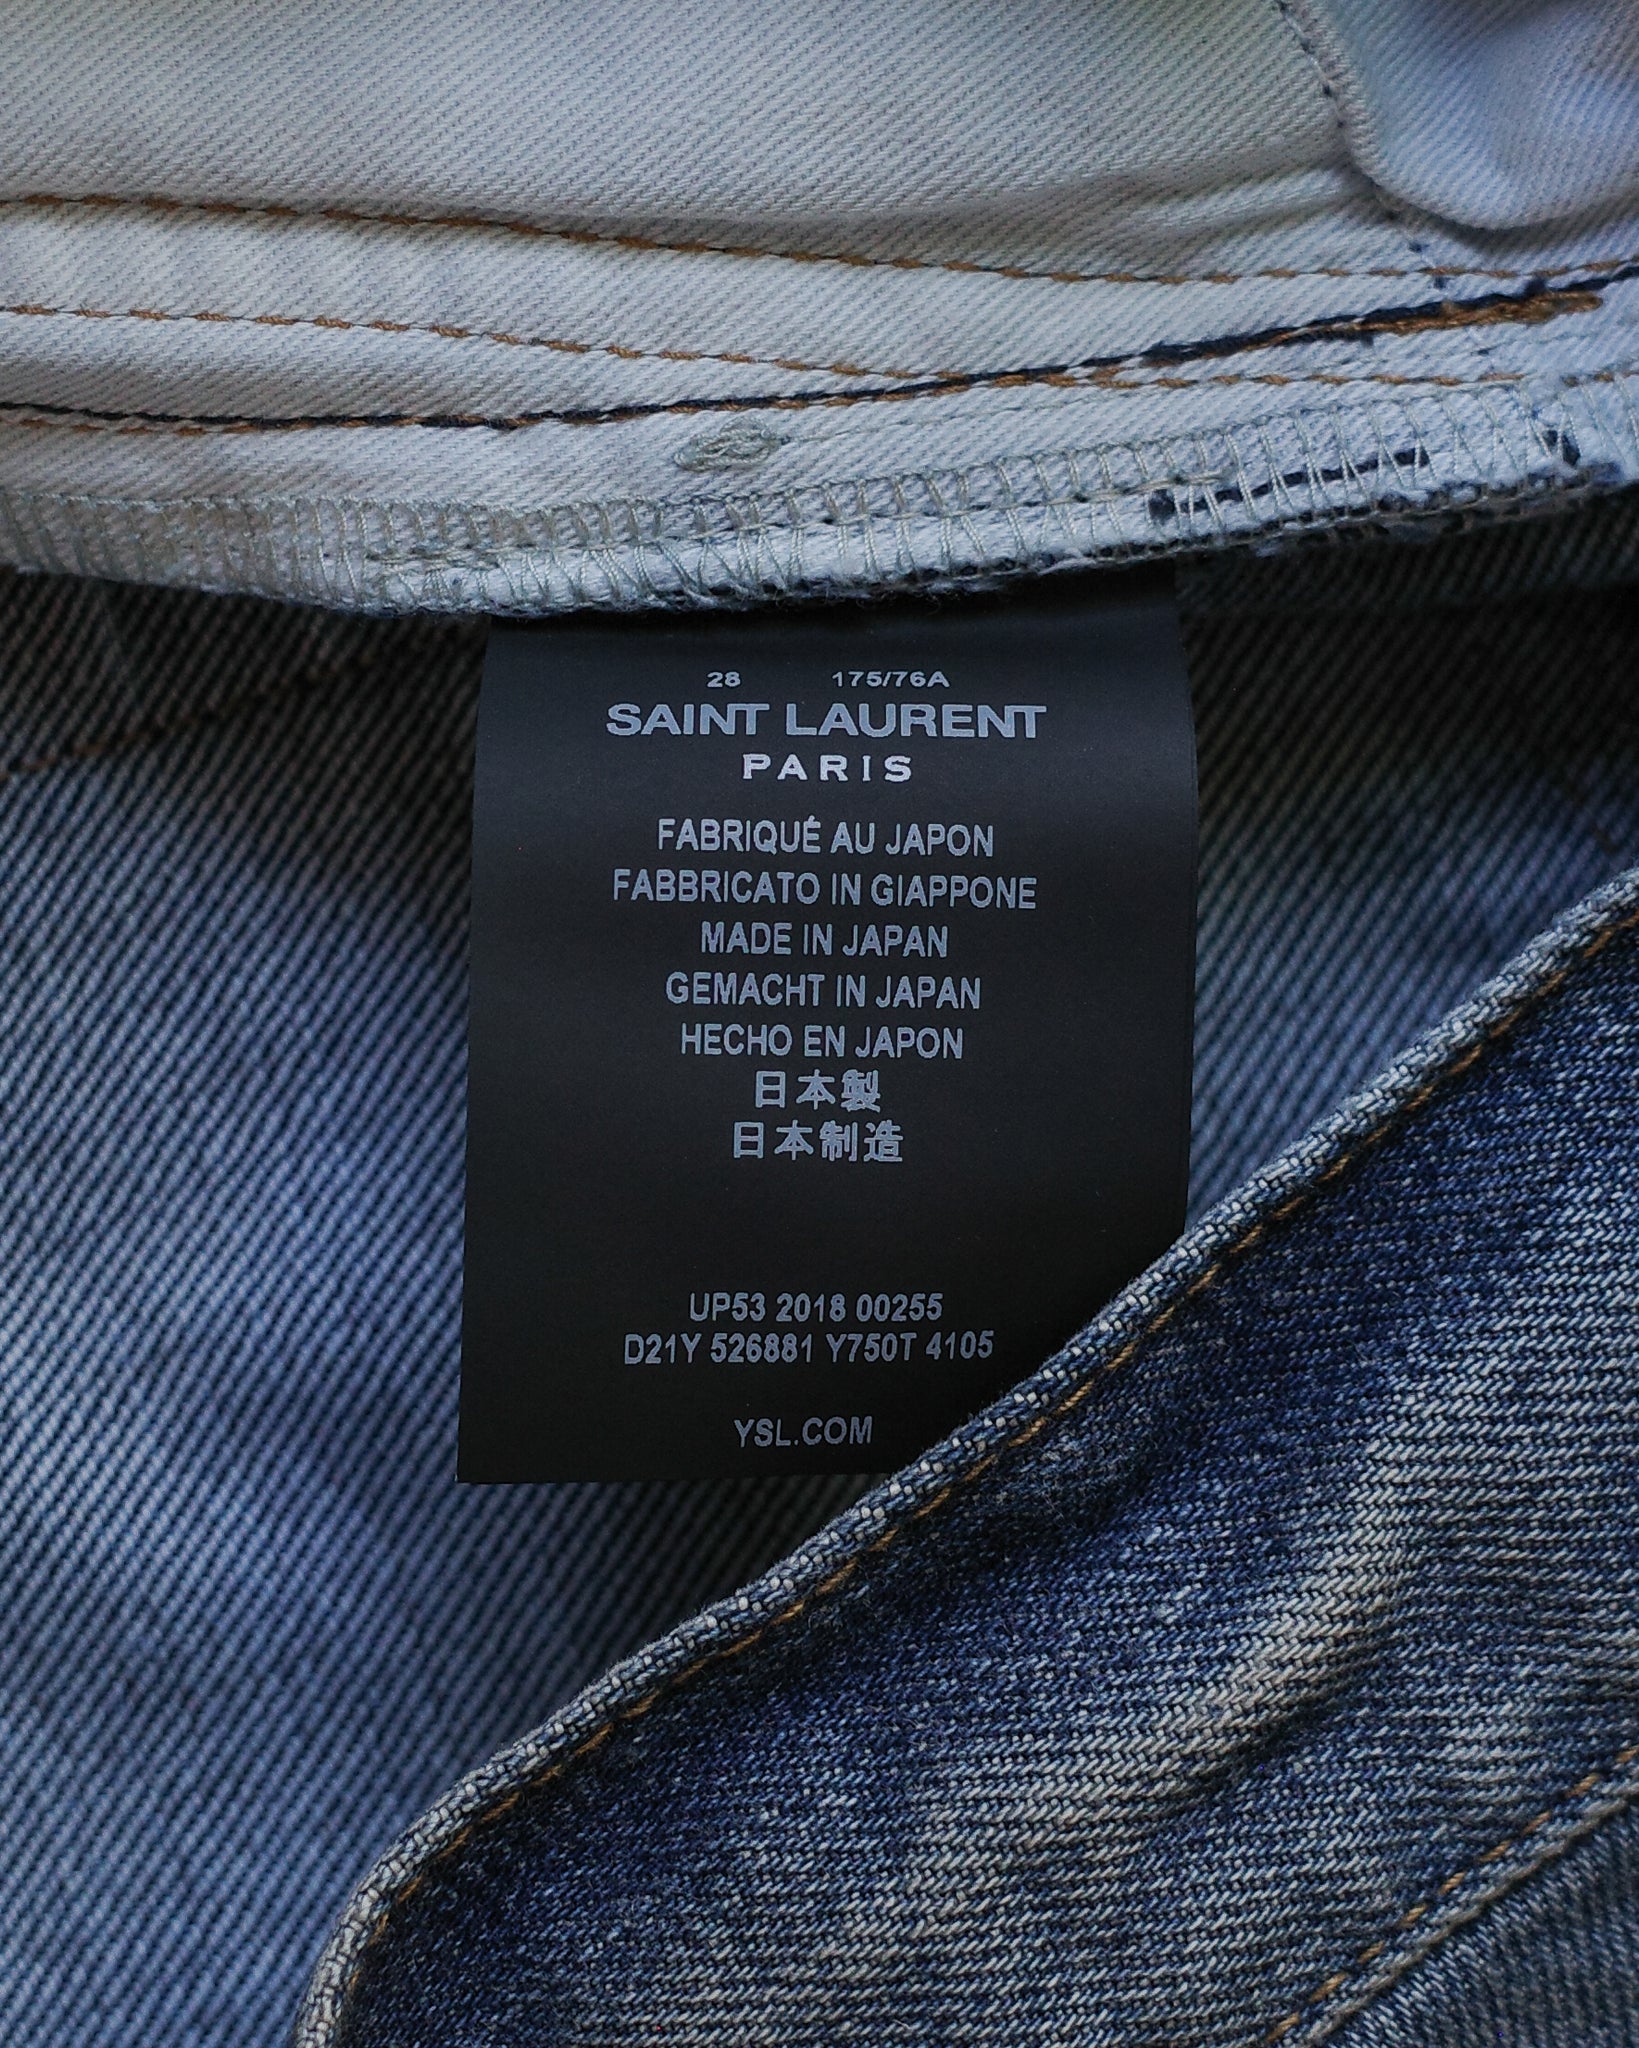 28 175/76A
SAINT LAURENT
PARIS
FABRIQUÉ AU JAPON
FABBRICATO IN GIAPPONE
MADE IN JAPAN
GEMACHT IN JAPAN
HECHO EN JAPON
日本製
日本制造
UP53 2018 00255
D21Y 526881 Y750T 4105
YSL.COM